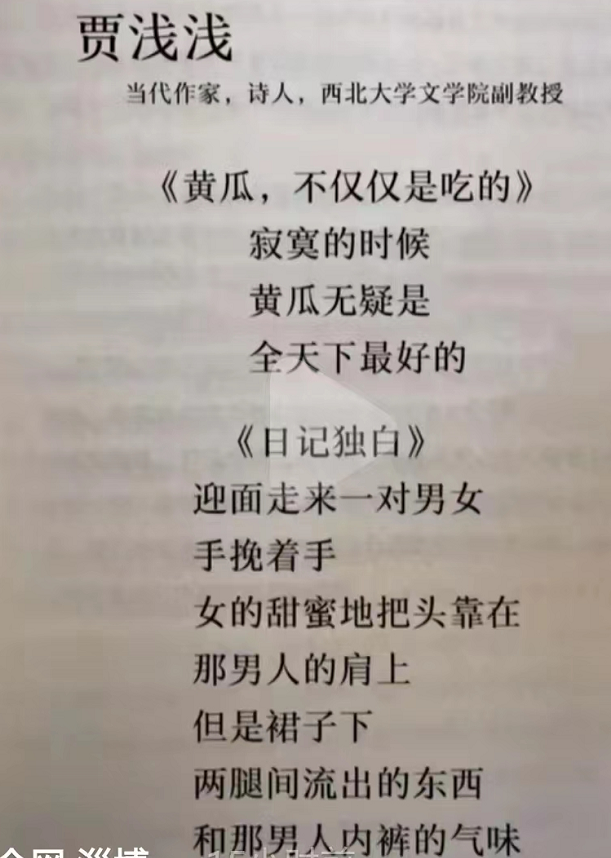 贾浅浅
当代作家，诗人，西北大学文学院副教授
《黄瓜，不仅仅是吃的》
寂寞的时候
黄瓜无疑是
全天下最好的
《日记独白》
迎面走来一对男女
手挽着手
女的甜蜜地把头靠在
那男人的肩上
但是裙子下
两腿间流出的东西
和那男人内裤的气味